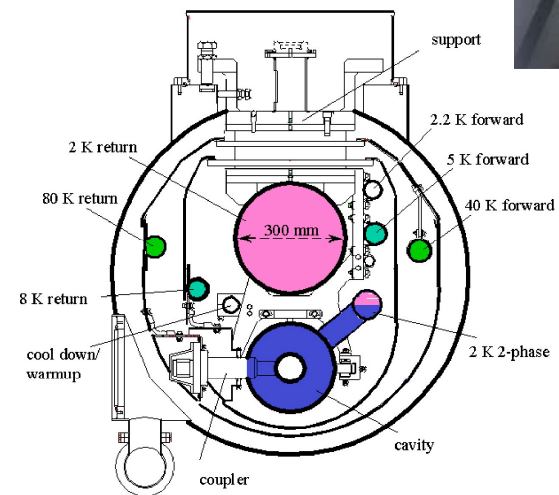 support
2.2 K forward
2 K return
5 K forward
80 K return
40 K forward
300 mm
8 K return
cool down/
warmup
2 K 2-phase
cavity
coupler